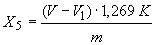 X₅ = (V − V₁) · 1,269 K / m